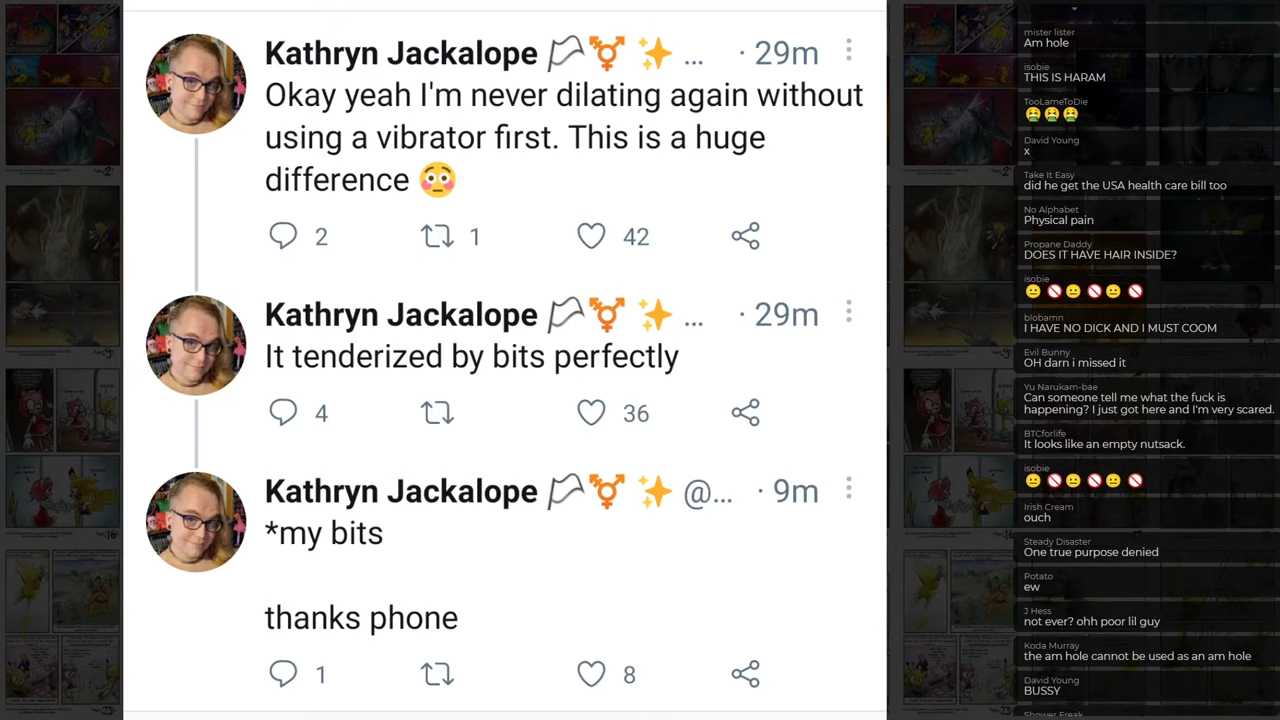 Kathryn Jackalope 🏳⚧ ✨ ... · 29m
Okay yeah I'm never dilating again without
using a vibrator first. This is a huge
difference 😳
2 1 42
Kathryn Jackalope 🏳⚧ ✨ ... · 29m
It tenderized by bits perfectly
4 36
Kathryn Jackalope 🏳⚧ ✨ @... · 9m
*my bits
thanks phone
1 8
mister lister
Am hole
isobie
THIS IS HARAM
TooLameToDie
🤮🤮🤮
David Young
x
Take It Easy
did he get the USA health care bill too
No Alphabet
Physical pain
Propane Daddy
DOES IT HAVE HAIR INSIDE?
isobie
😐🚫😐🚫😐🚫
blobamn
I HAVE NO DICK AND I MUST COOM
Evil Bunny
OH darn i missed it
Yu Narukam-bae
Can someone tell me what the fuck is
happening? I just got here and I'm very scared.
BTCforlife
It looks like an empty nutsack.
isobie
😐🚫😐🚫😐🚫
Irish Cream
ouch
Steady Disaster
One true purpose denied
Potato
ew
J Hess
not ever? ohh poor lil guy
Koda Murray
the am hole cannot be used as an am hole
David Young
BUSSY
Shower Freak